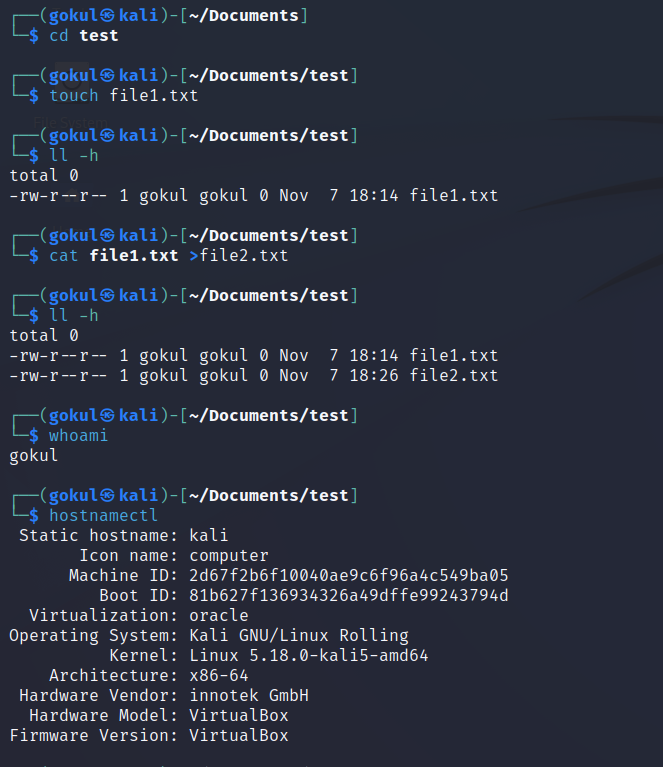 ┌──(gokul㉿kali)-[~/Documents]
└─$ cd test
┌──(gokul㉿kali)-[~/Documents/test]
└─$ touch file1.txt
File System
┌──(gokul㉿kali)-[~/Documents/test]
└─$ ll -h
total 0
-rw-r--r-- 1 gokul gokul 0 Nov  7 18:14 file1.txt
┌──(gokul㉿kali)-[~/Documents/test]
└─$ cat file1.txt >file2.txt
┌──(gokul㉿kali)-[~/Documents/test]
└─$ ll -h
total 0
-rw-r--r-- 1 gokul gokul 0 Nov  7 18:14 file1.txt
-rw-r--r-- 1 gokul gokul 0 Nov  7 18:26 file2.txt
┌──(gokul㉿kali)-[~/Documents/test]
└─$ whoami
gokul
┌──(gokul㉿kali)-[~/Documents/test]
└─$ hostnamectl
 Static hostname: kali
       Icon name: computer
      Machine ID: 2d67f2b6f10040ae9c6f96a4c549ba05
         Boot ID: 81b627f136934326a49dffe99243794d
  Virtualization: oracle
Operating System: Kali GNU/Linux Rolling
          Kernel: Linux 5.18.0-kali5-amd64
    Architecture: x86-64
 Hardware Vendor: innotek GmbH
  Hardware Model: VirtualBox
Firmware Version: VirtualBox